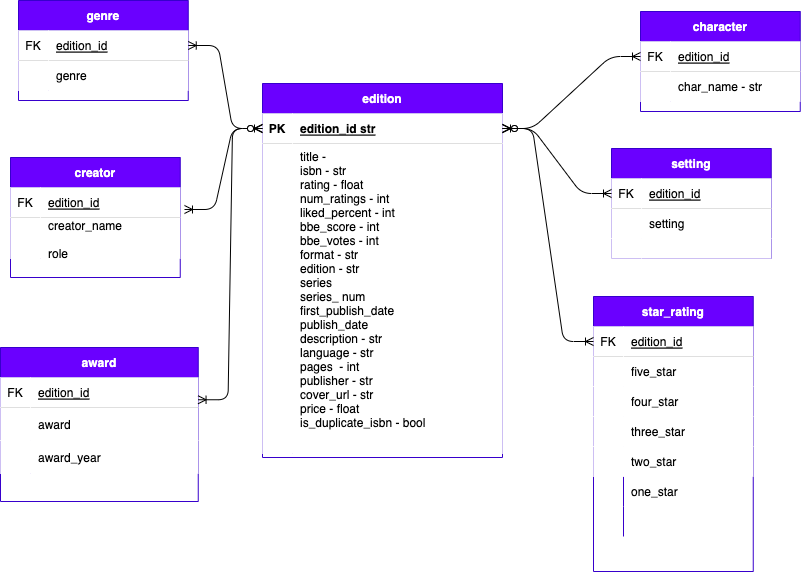 genre
FK edition_id
genre
creator
FK edition_id
creator_name
role
award
FK edition_id
award
award_year
edition
PK edition_id str
title -
isbn - str
rating - float
num_ratings - int
liked_percent - int
bbe_score - int
bbe_votes - int
format - str
edition - str
series
series_ num
first_publish_date
publish_date
description - str
language - str
pages  - int
publisher - str
cover_url - str
price - float
is_duplicate_isbn - bool
character
FK edition_id
char_name - str
setting
FK edition_id
setting
star_rating
FK edition_id
five_star
four_star
three_star
two_star
one_star